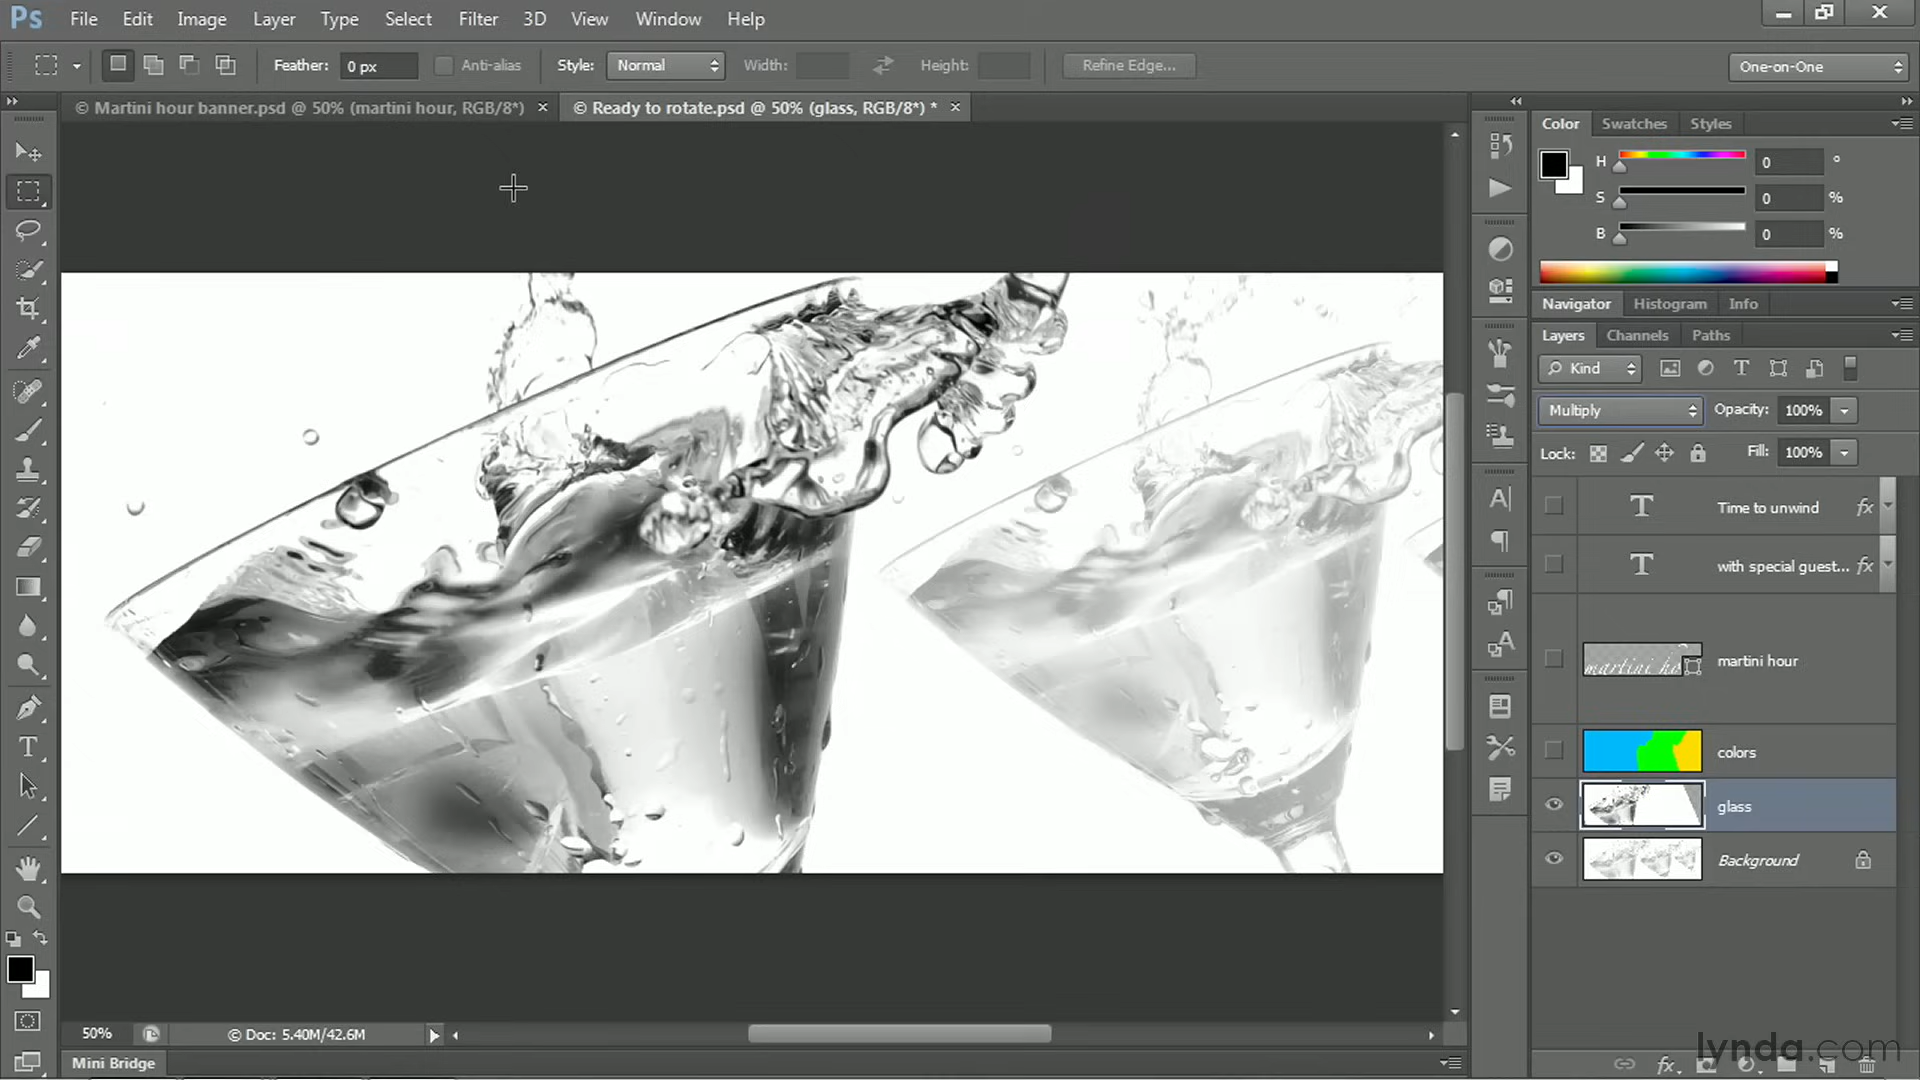 Ps File Edit Image Layer Type Select Filter 3D View Window Help
Feather: 0 px Anti-alias Style: Normal Width: Height: Refine Edge... One-on-One
© Martini hour banner.psd @ 50% (martini hour, RGB/8*) × © Ready to rotate.psd @ 50% (glass, RGB/8*) * ×
Color Swatches Styles
H 0 °
S 0 %
B 0 %
Navigator Histogram Info
Layers Channels Paths
Kind
Multiply Opacity: 100%
Lock: Fill: 100%
T Time to unwind fx
T with special guest... fx
martini ho martini hour
colors
glass
Background
50% © Doc: 5.40M/42.6M
Mini Bridge
lynda.com